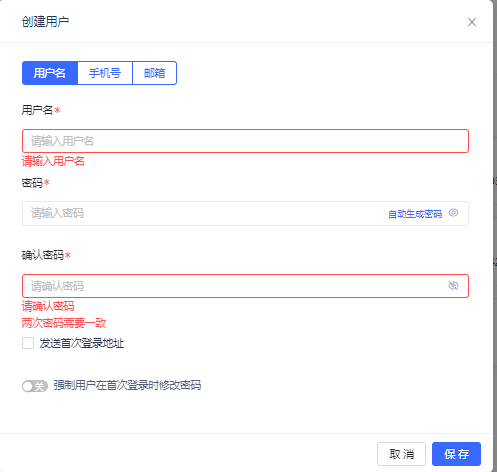 创建用户
用户名 手机号 邮箱
用户名*
请输入用户名
请输入用户名
密码*
请输入密码 自动生成密码
确认密码*
请确认密码
请确认密码
两次密码需要一致
发送首次登录地址
关 强制用户在首次登录时修改密码
取消 保存